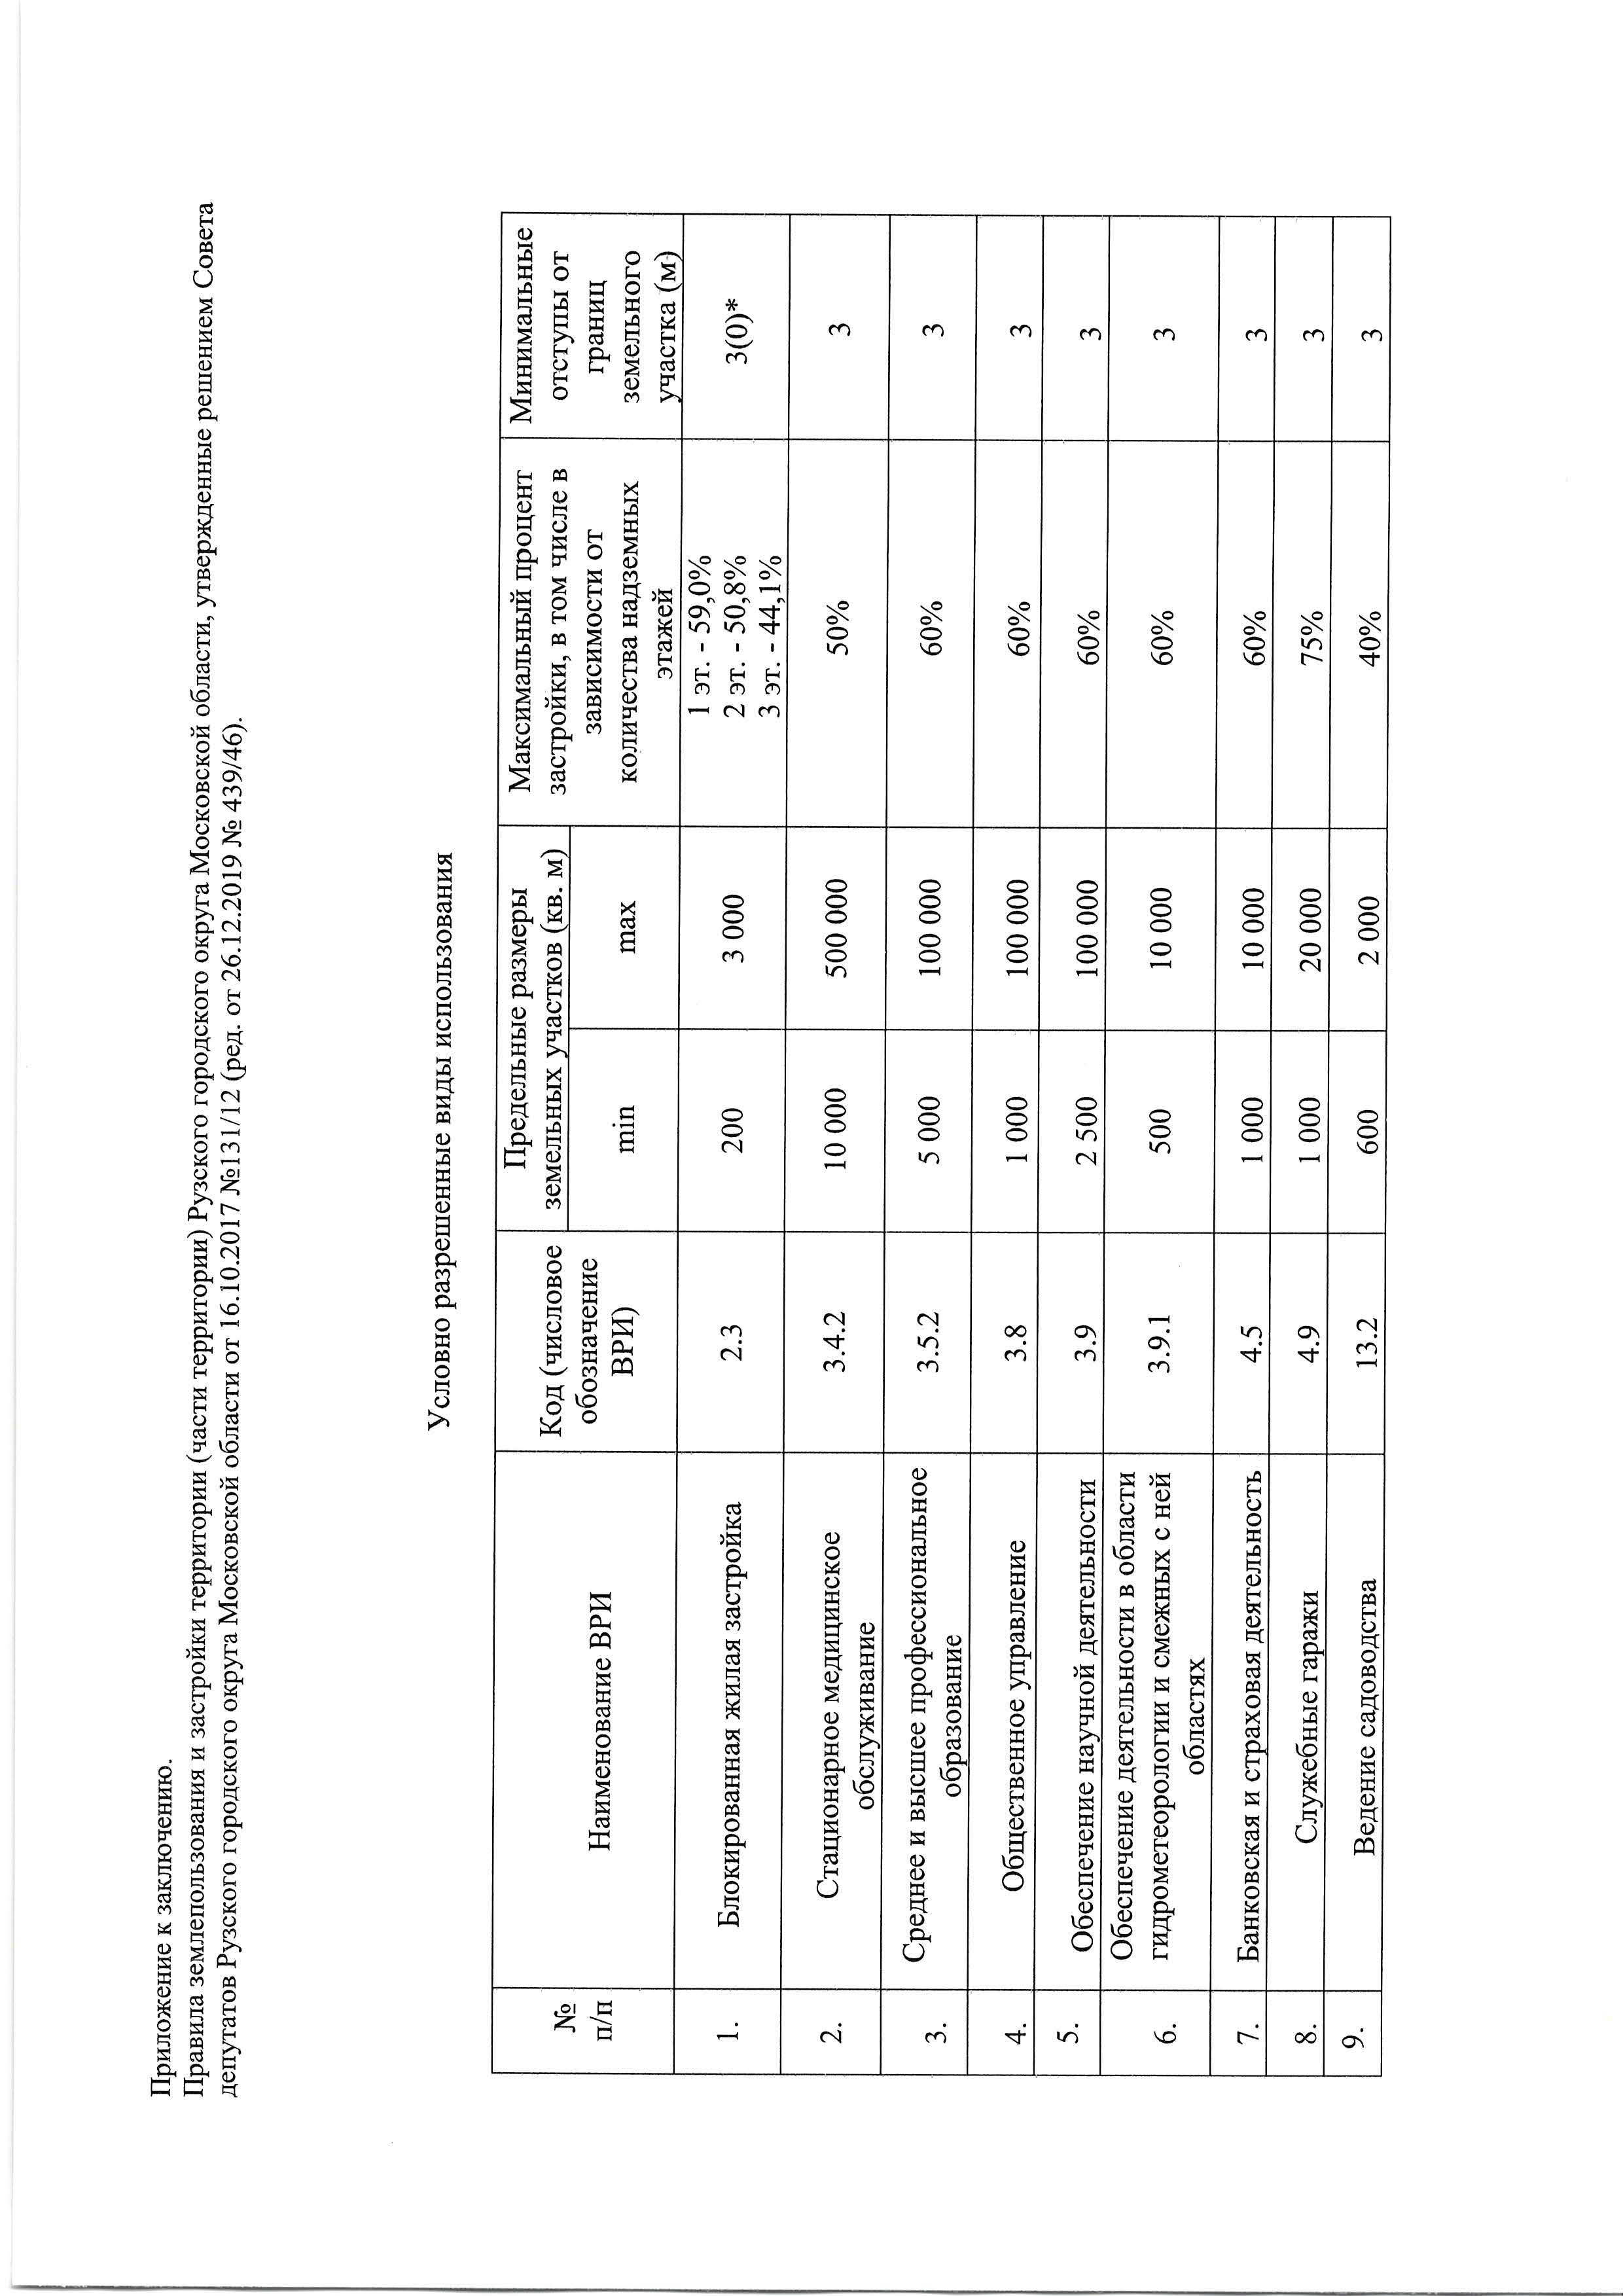 Приложение к заключению.
Правила землепользования и застройки территории (части территории) Рузского городского округа Московской области, утвержденные решением Совета
депутатов Рузского городского округа Московской области от 16.10.2017 №131/12 (ред. от 26.12.2019 № 439/46).
Условно разрешенные виды использования
№
п/п
Наименование ВРИ
Код (числовое
обозначение
ВРИ)
Предельные размеры
земельных участков (кв. м)
min
max
Максимальный процент
застройки, в том числе в
зависимости от
количества надземных
этажей
Минимальные
отступы от
границ
земельного
участка (м)
1.
Блокированная жилая застройка
2.3
200
3 000
1 эт. - 59,0%
2 эт. - 50,8%
3 эт. - 44,1%
3(0)*
2.
Стационарное медицинское
обслуживание
3.4.2
10 000
500 000
50%
3
3.
Среднее и высшее профессиональное
образование
3.5.2
5 000
100 000
60%
3
4.
Общественное управление
3.8
1 000
100 000
60%
3
5.
Обеспечение научной деятельности
3.9
2 500
100 000
60%
3
6.
Обеспечение деятельности в области
гидрометеорологии и смежных с ней
областях
3.9.1
500
10 000
60%
3
7.
Банковская и страховая деятельность
4.5
1 000
10 000
60%
3
8.
Служебные гаражи
4.9
1 000
20 000
75%
3
9.
Ведение садоводства
13.2
600
2 000
40%
3